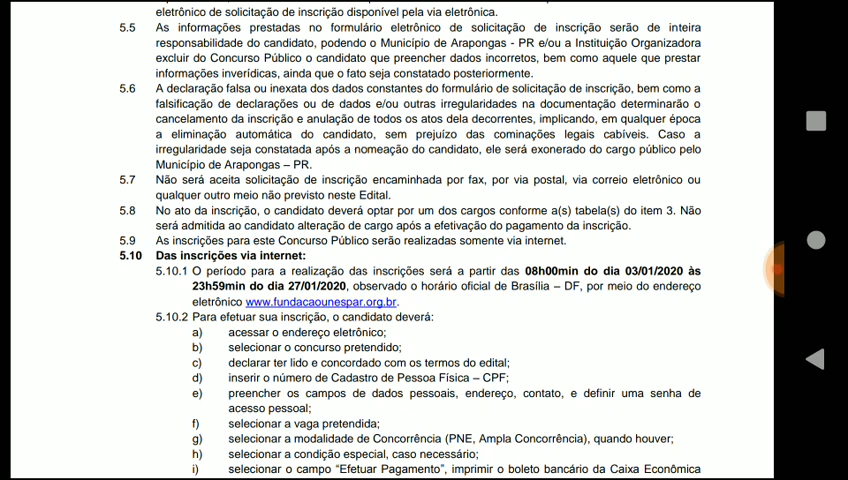 eletrônico de solicitação de inscrição disponível pela via eletrônica.
5.5 As informações prestadas no formulário eletrônico de solicitação de inscrição serão de inteira
responsabilidade do candidato, podendo o Município de Arapongas - PR e/ou a Instituição Organizadora
excluir do Concurso Público o candidato que preencher dados incorretos, bem como aquele que prestar
informações inverídicas, ainda que o fato seja constatado posteriormente.
5.6 A declaração falsa ou inexata dos dados constantes do formulário de solicitação de inscrição, bem como a
falsificação de declarações ou de dados e/ou outras irregularidades na documentação determinarão o
cancelamento da inscrição e anulação de todos os atos dela decorrentes, implicando, em qualquer época
a eliminação automática do candidato, sem prejuízo das cominações legais cabíveis. Caso a
irregularidade seja constatada após a nomeação do candidato, ele será exonerado do cargo público pelo
Município de Arapongas – PR.
5.7 Não será aceita solicitação de inscrição encaminhada por fax, por via postal, via correio eletrônico ou
qualquer outro meio não previsto neste Edital.
5.8 No ato da inscrição, o candidato deverá optar por um dos cargos conforme a(s) tabela(s) do item 3. Não
será admitida ao candidato alteração de cargo após a efetivação do pagamento da inscrição.
5.9 As inscrições para este Concurso Público serão realizadas somente via internet.
5.10 Das inscrições via internet:
5.10.1 O período para a realização das inscrições será a partir das 08h00min do dia 03/01/2020 às
23h59min do dia 27/01/2020, observado o horário oficial de Brasília – DF, por meio do endereço
eletrônico www.fundacaounespar.org.br.
5.10.2 Para efetuar sua inscrição, o candidato deverá:
a) acessar o endereço eletrônico;
b) selecionar o concurso pretendido;
c) declarar ter lido e concordado com os termos do edital;
d) inserir o número de Cadastro de Pessoa Física – CPF;
e) preencher os campos de dados pessoais, endereço, contato, e definir uma senha de
acesso pessoal;
f) selecionar a vaga pretendida;
g) selecionar a modalidade de Concorrência (PNE, Ampla Concorrência), quando houver;
h) selecionar a condição especial, caso necessário;
i) selecionar o campo “Efetuar Pagamento”, imprimir o boleto bancário da Caixa Econômica